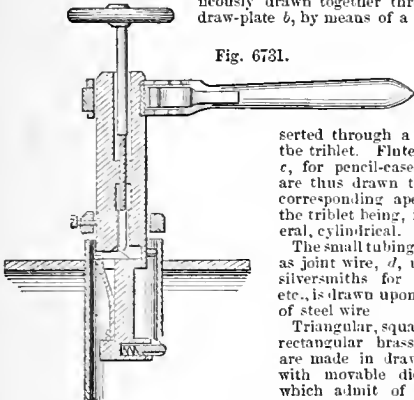 neously drawn together thr
draw-plate b, by means of a
Fig. 6731.
serted through a
the triblet. Flute
c, for pencil-case
are thus drawn t
corresponding ape
the triblet being, i
eral, cylindrical.
The small tubing
as joint wire, d, u
silversmiths for
etc., is drawn upon
of steel wire
Triangular, squa
rectangular brass
are made in draw
with movable die
which admit of